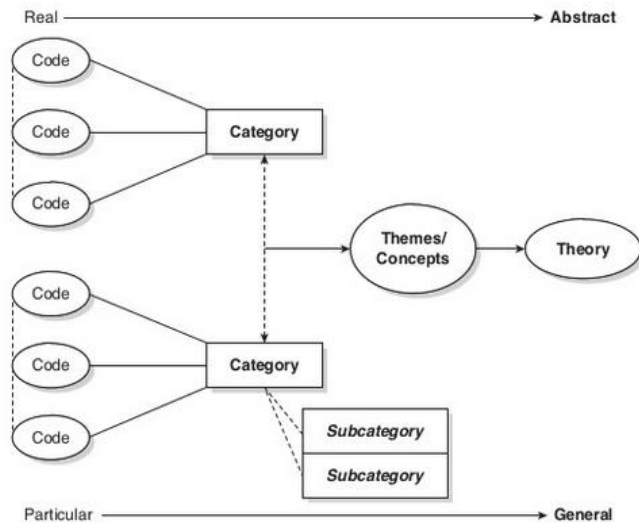 Real Abstract
Code
Code
Category
Code
Themes/
Concepts
Theory
Code
Code
Category
Code
Subcategory
Subcategory
Particular General